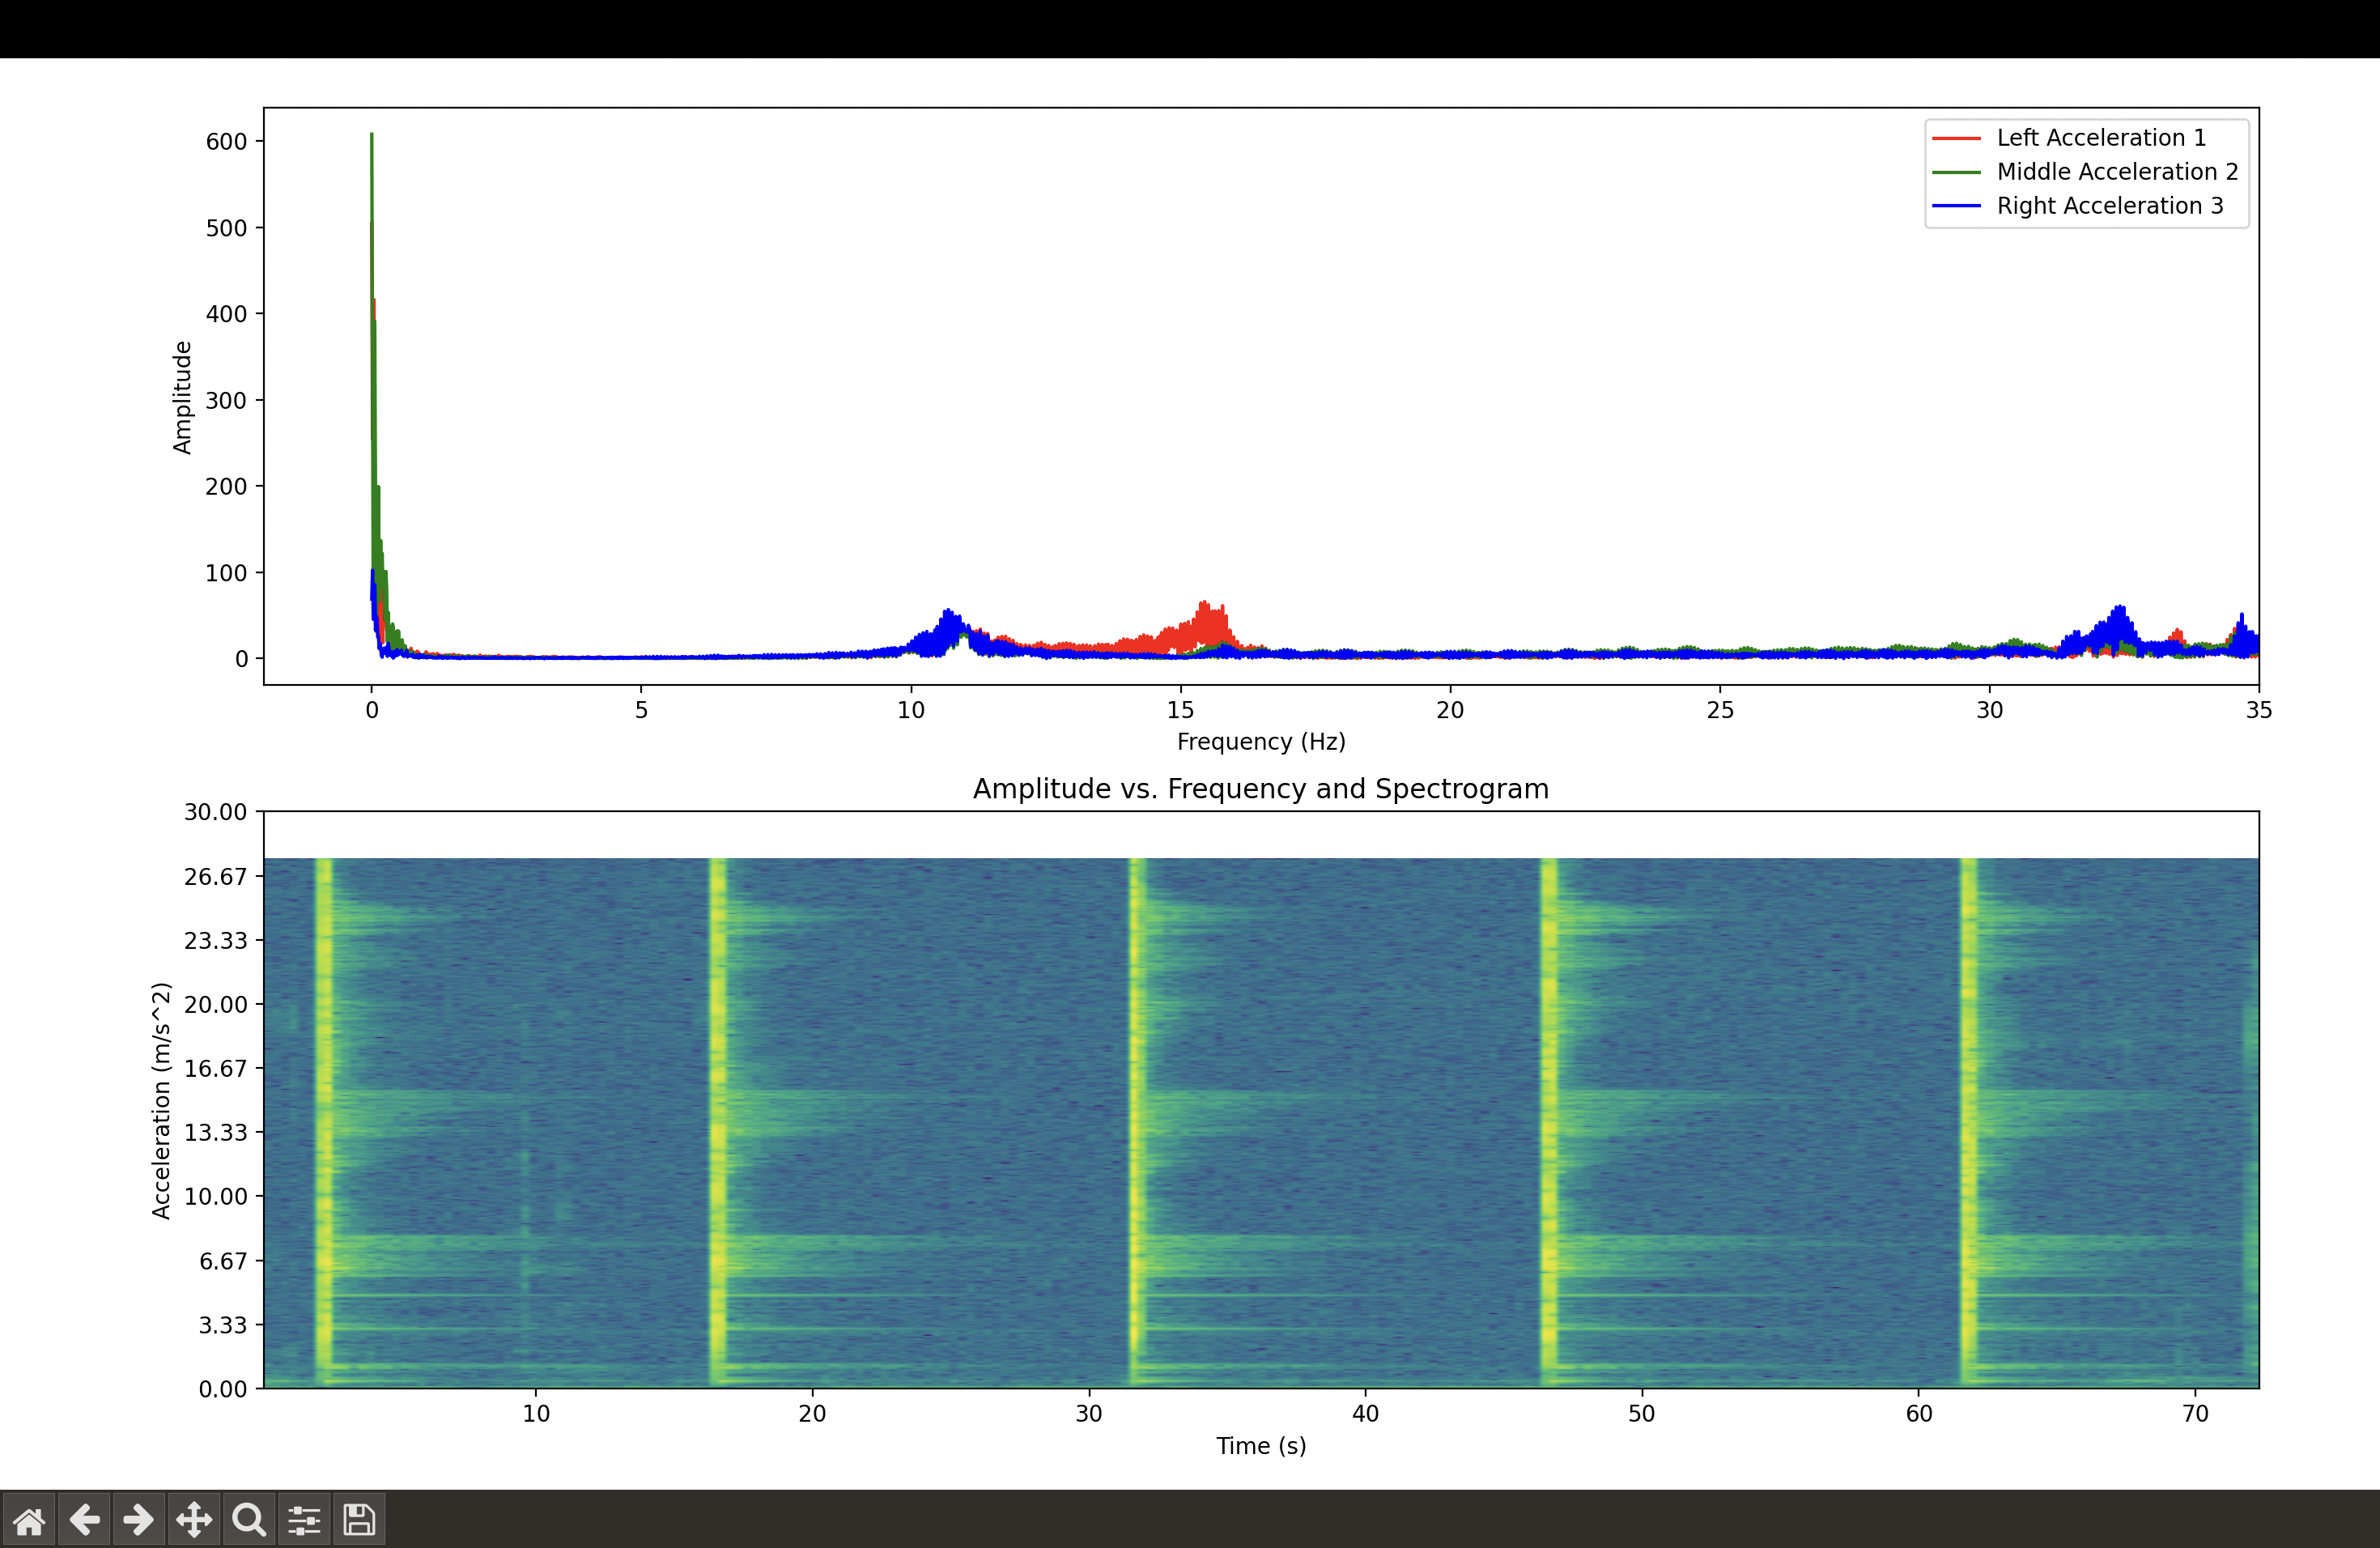 600
500
400
300
200
100
0
Amplitude
Left Acceleration 1
Middle Acceleration 2
Right Acceleration 3
0 5 10 15 20 25 30 35
Frequency (Hz)
Amplitude vs. Frequency and Spectrogram
30.00
26.67
23.33
20.00
16.67
13.33
10.00
6.67
3.33
0.00
Acceleration (m/s^2)
10 20 30 40 50 60 70
Time (s)